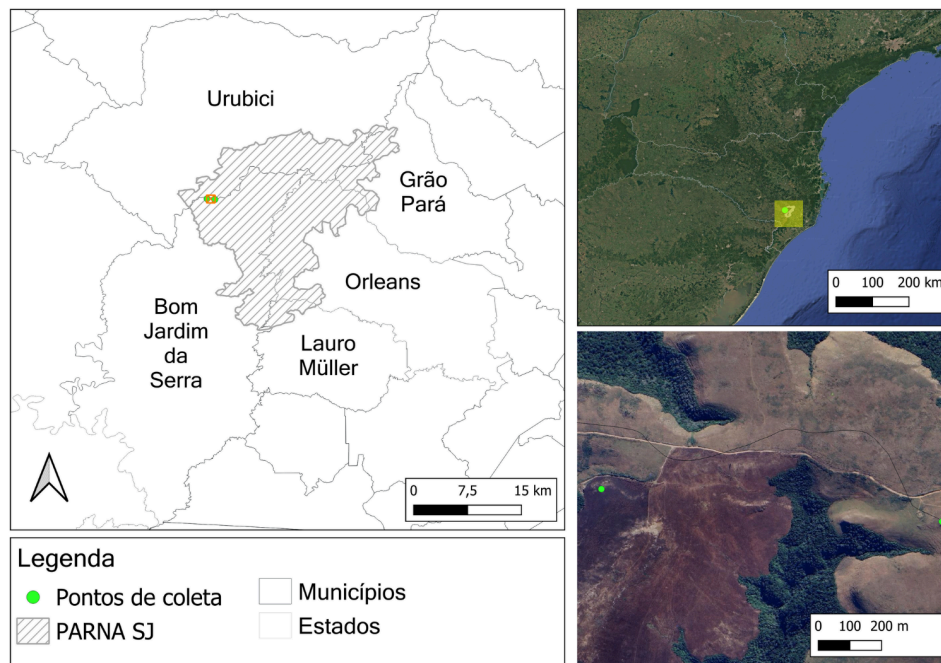 Urubici
Grão
Pará
Orleans
Bom
Jardim
da
Serra
Lauro
Müller
0 7,5 15 km
Legenda
Pontos de coleta
PARNA SJ
Municípios
Estados
0 100 200 km
0 100 200 m